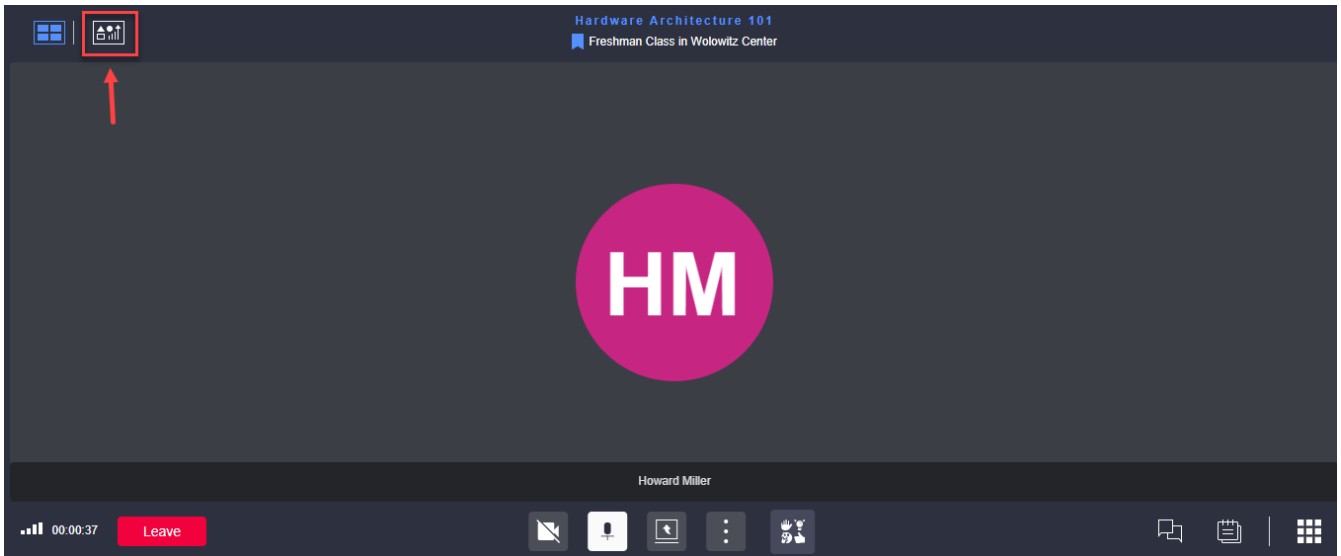 Hardware Architecture 101
Freshman Class in Wolowitz Center
HM
Howard Miller
00:00:37 Leave